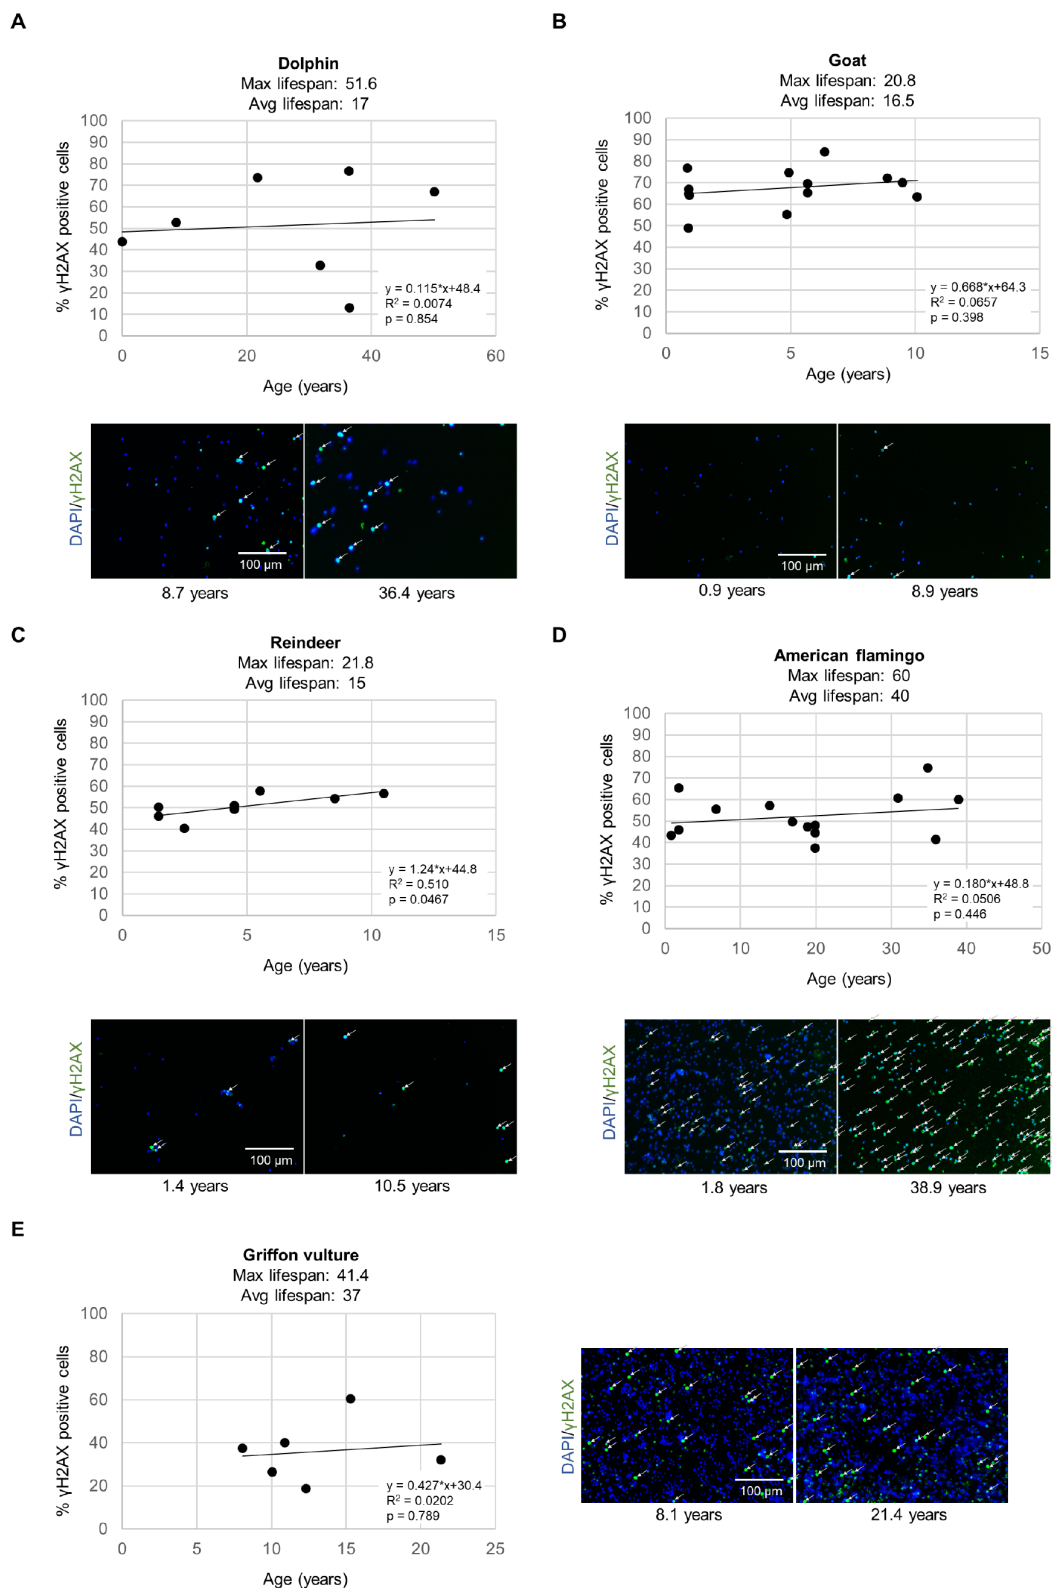 A
Dolphin
Max lifespan: 51.6
Avg lifespan: 17
100
90
80
70
60
50
40
30
20
10
0
% γH2AX positive cells
y = 0.115*x+48.4
R² = 0.0074
p = 0.854
0 20 40 60
Age (years)
DAPI/γH2AX
100 µm
8.7 years 36.4 years
B
Goat
Max lifespan: 20.8
Avg lifespan: 16.5
100
90
80
70
60
50
40
30
20
10
0
% γH2AX positive cells
y = 0.668*x+64.3
R² = 0.0657
p = 0.398
0 5 10 15
Age (years)
DAPI/γH2AX
100 µm
0.9 years 8.9 years
C
Reindeer
Max lifespan: 21.8
Avg lifespan: 15
100
90
80
70
60
50
40
30
20
10
0
% γH2AX positive cells
y = 1.24*x+44.8
R² = 0.510
p = 0.0467
0 5 10 15
Age (years)
DAPI/γH2AX
100 µm
1.4 years 10.5 years
D
American flamingo
Max lifespan: 60
Avg lifespan: 40
100
90
80
70
60
50
40
30
20
10
0
% γH2AX positive cells
y = 0.180*x+48.8
R² = 0.0506
p = 0.446
0 10 20 30 40 50
Age (years)
DAPI/γH2AX
100 µm
1.8 years 38.9 years
E
Griffon vulture
Max lifespan: 41.4
Avg lifespan: 37
100
80
60
40
20
0
% γH2AX positive cells
y = 0.427*x+30.4
R² = 0.0202
p = 0.789
0 5 10 15 20 25
Age (years)
DAPI/γH2AX
100 µm
8.1 years 21.4 years